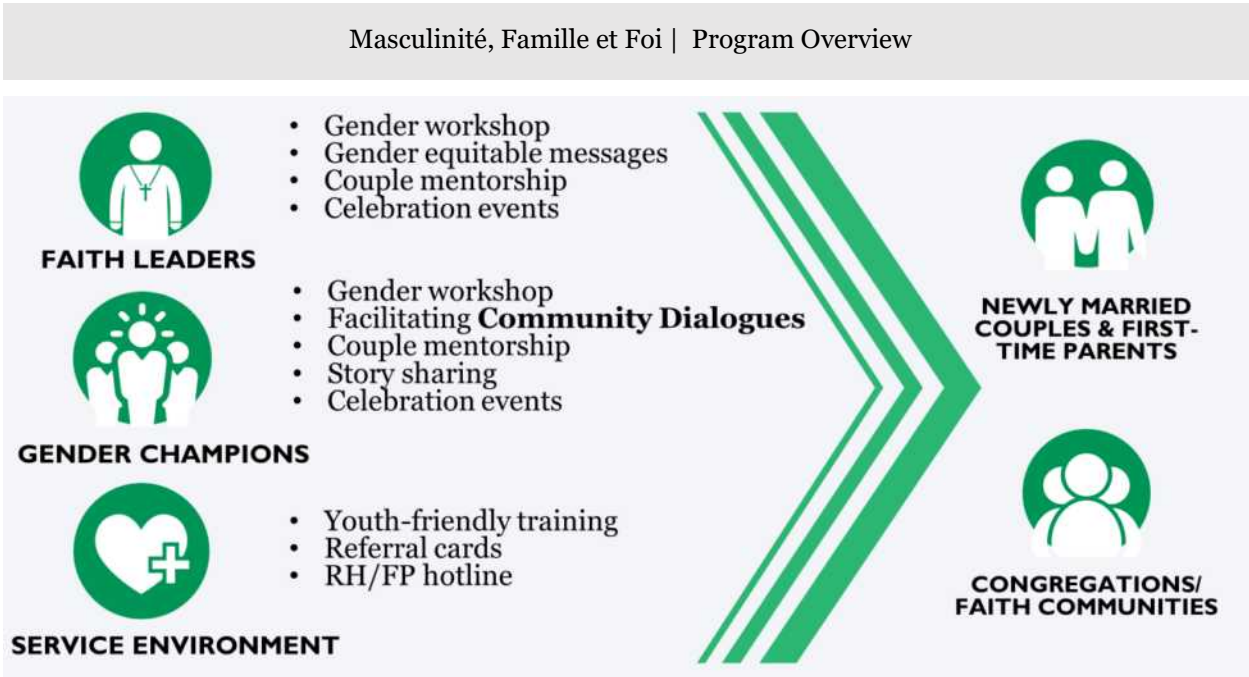 Masculinité, Famille et Foi | Program Overview
• Gender workshop
• Gender equitable messages
• Couple mentorship
• Celebration events
FAITH LEADERS
• Gender workshop
• Facilitating Community Dialogues
• Couple mentorship
• Story sharing
• Celebration events
GENDER CHAMPIONS
• Youth-friendly training
• Referral cards
• RH/FP hotline
SERVICE ENVIRONMENT
NEWLY MARRIED
COUPLES & FIRST-
TIME PARENTS
CONGREGATIONS/
FAITH COMMUNITIES